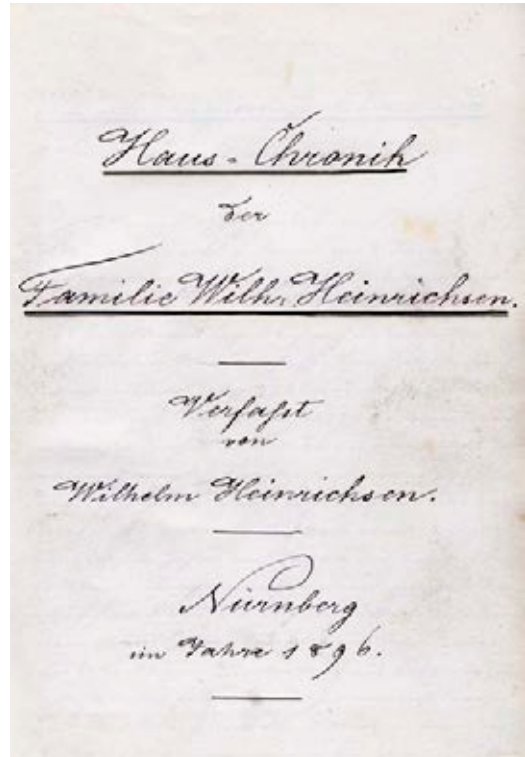 Haus-Chronik
der
Familie Wilh. Heinrichsen.
Verfaßt
von
Wilhelm Heinrichsen.
Nürnberg
im Jahre 1896.